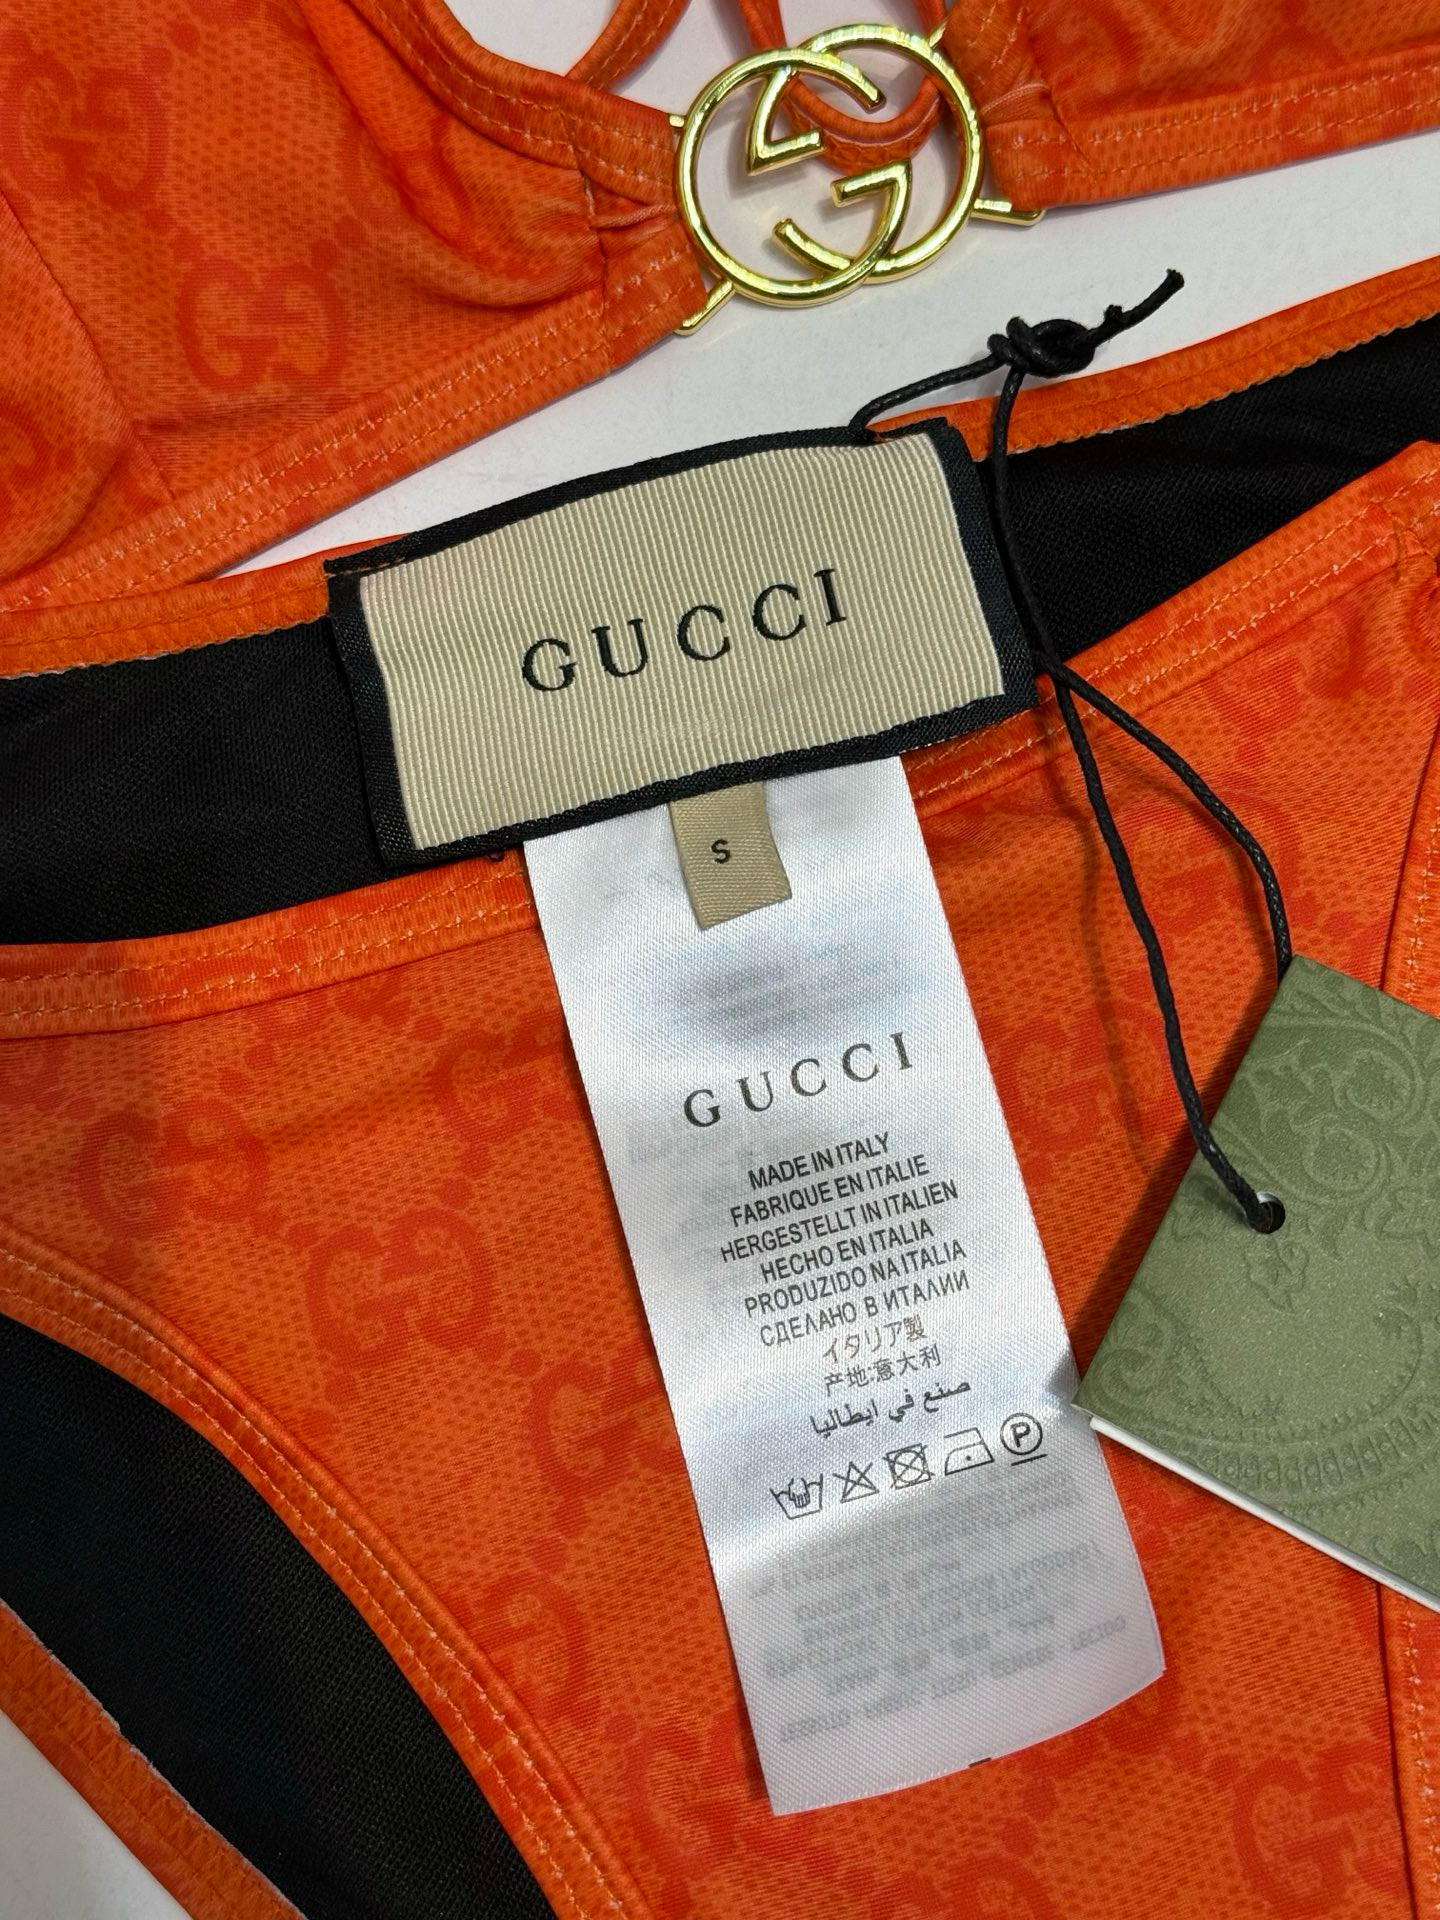 GUCCI
S
GUCCI
MADE IN ITALY
FABRIQUE EN ITALIE
HERGESTELLT IN ITALIEN
HECHO EN ITALIA
PRODUZIDO NA ITALIA
СДЕЛАНО В ИТАЛИИ
イタリア製
产地:意大利
صنع في ايطاليا
P